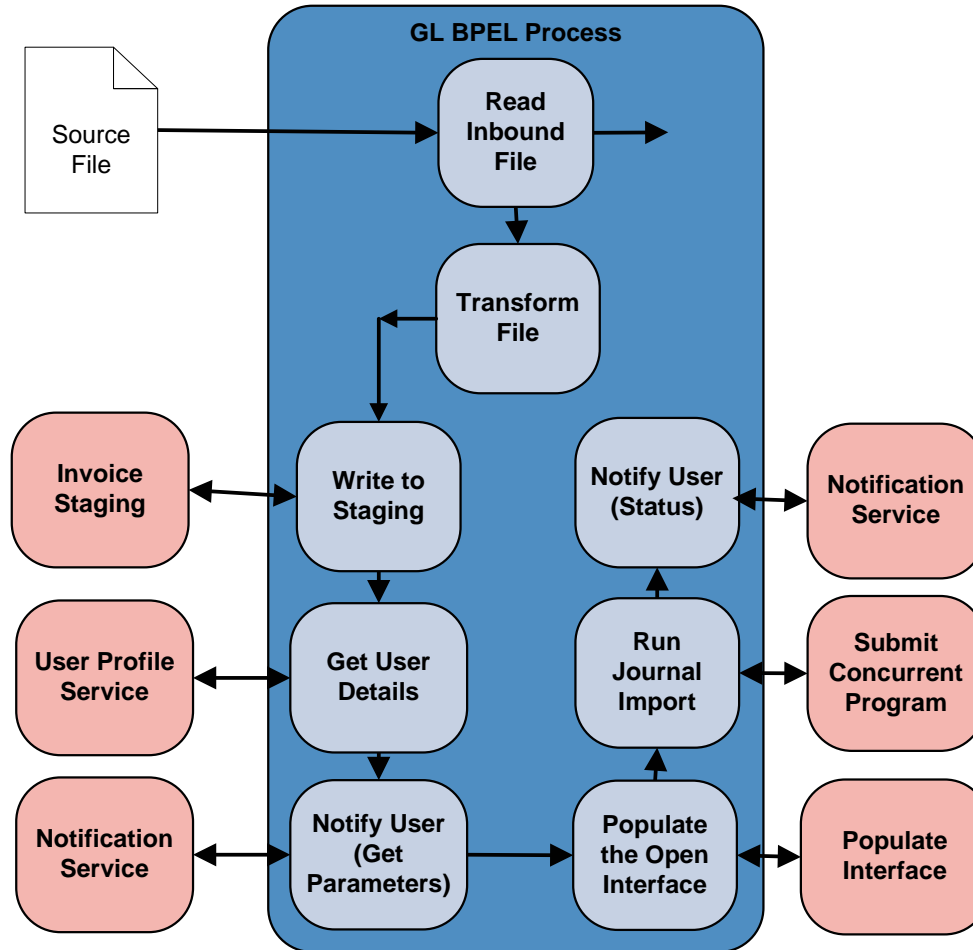 GL BPEL Process
Source
File
Read
Inbound
File
Transform
File
Invoice
Staging
Write to
Staging
Notify User
(Status)
Notification
Service
User Profile
Service
Get User
Details
Run
Journal
Import
Submit
Concurrent
Program
Notification
Service
Notify User
(Get
Parameters)
Populate
the Open
Interface
Populate
Interface